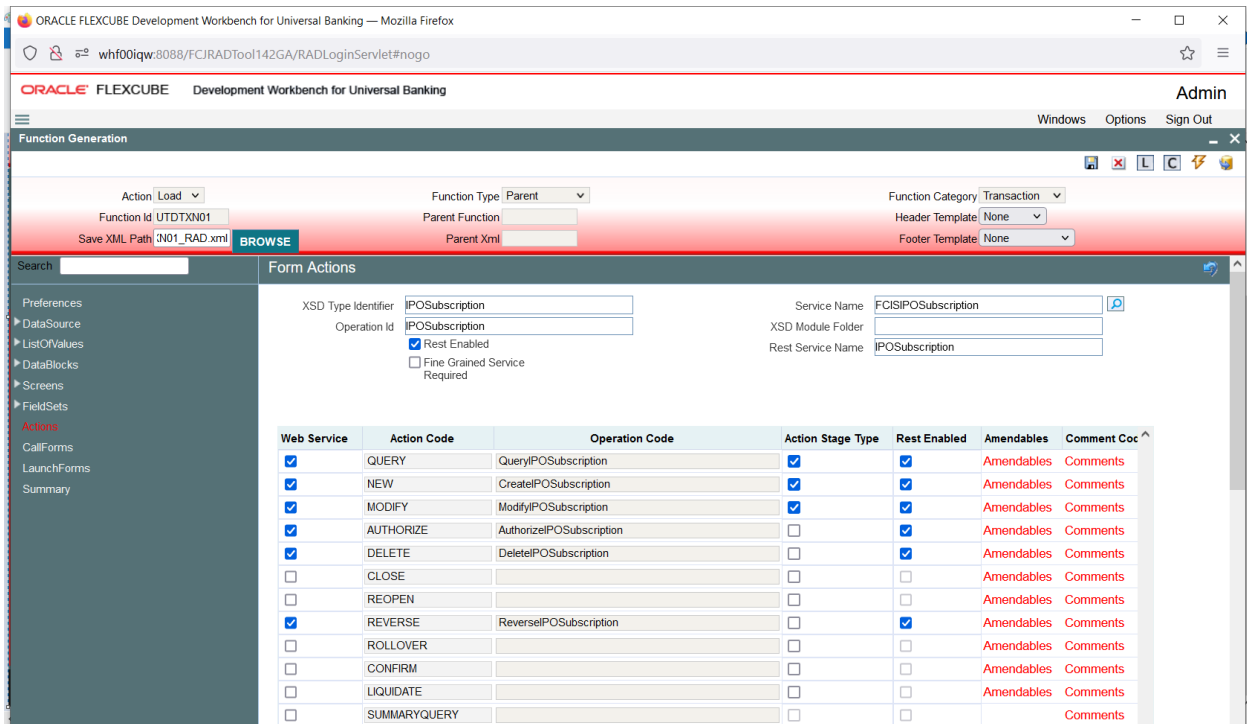 ORACLE FLEXCUBE Development Workbench for Universal Banking — Mozilla Firefox
whf00iqw:8088/FCJRADTool142GA/RADLoginServlet#nogo
ORACLE FLEXCUBE Development Workbench for Universal Banking Admin
Windows Options Sign Out
Function Generation
L C
Action Load Function Type Parent Function Category Transaction
Function Id UTDTXN01 Parent Function Header Template None
Save XML Path :N01_RAD.xml BROWSE Parent Xml Footer Template None
Search Form Actions
Preferences
DataSource
ListOfValues
DataBlocks
Screens
FieldSets
Actions
CallForms
LaunchForms
Summary
XSD Type Identifier IPOSubscription Service Name FCISIPOSubscription
Operation Id IPOSubscription XSD Module Folder
Rest Enabled Rest Service Name IPOSubscription
Fine Grained Service
Required
Web Service Action Code Operation Code Action Stage Type Rest Enabled Amendables Comment Coc
QUERY QueryIPOSubscription Amendables Comments
NEW CreateIPOSubscription Amendables Comments
MODIFY ModifyIPOSubscription Amendables Comments
AUTHORIZE AuthorizeIPOSubscription Amendables Comments
DELETE DeleteIPOSubscription Amendables Comments
CLOSE Amendables Comments
REOPEN Amendables Comments
REVERSE ReverseIPOSubscription Amendables Comments
ROLLOVER Amendables Comments
CONFIRM Amendables Comments
LIQUIDATE Amendables Comments
SUMMARYQUERY Comments